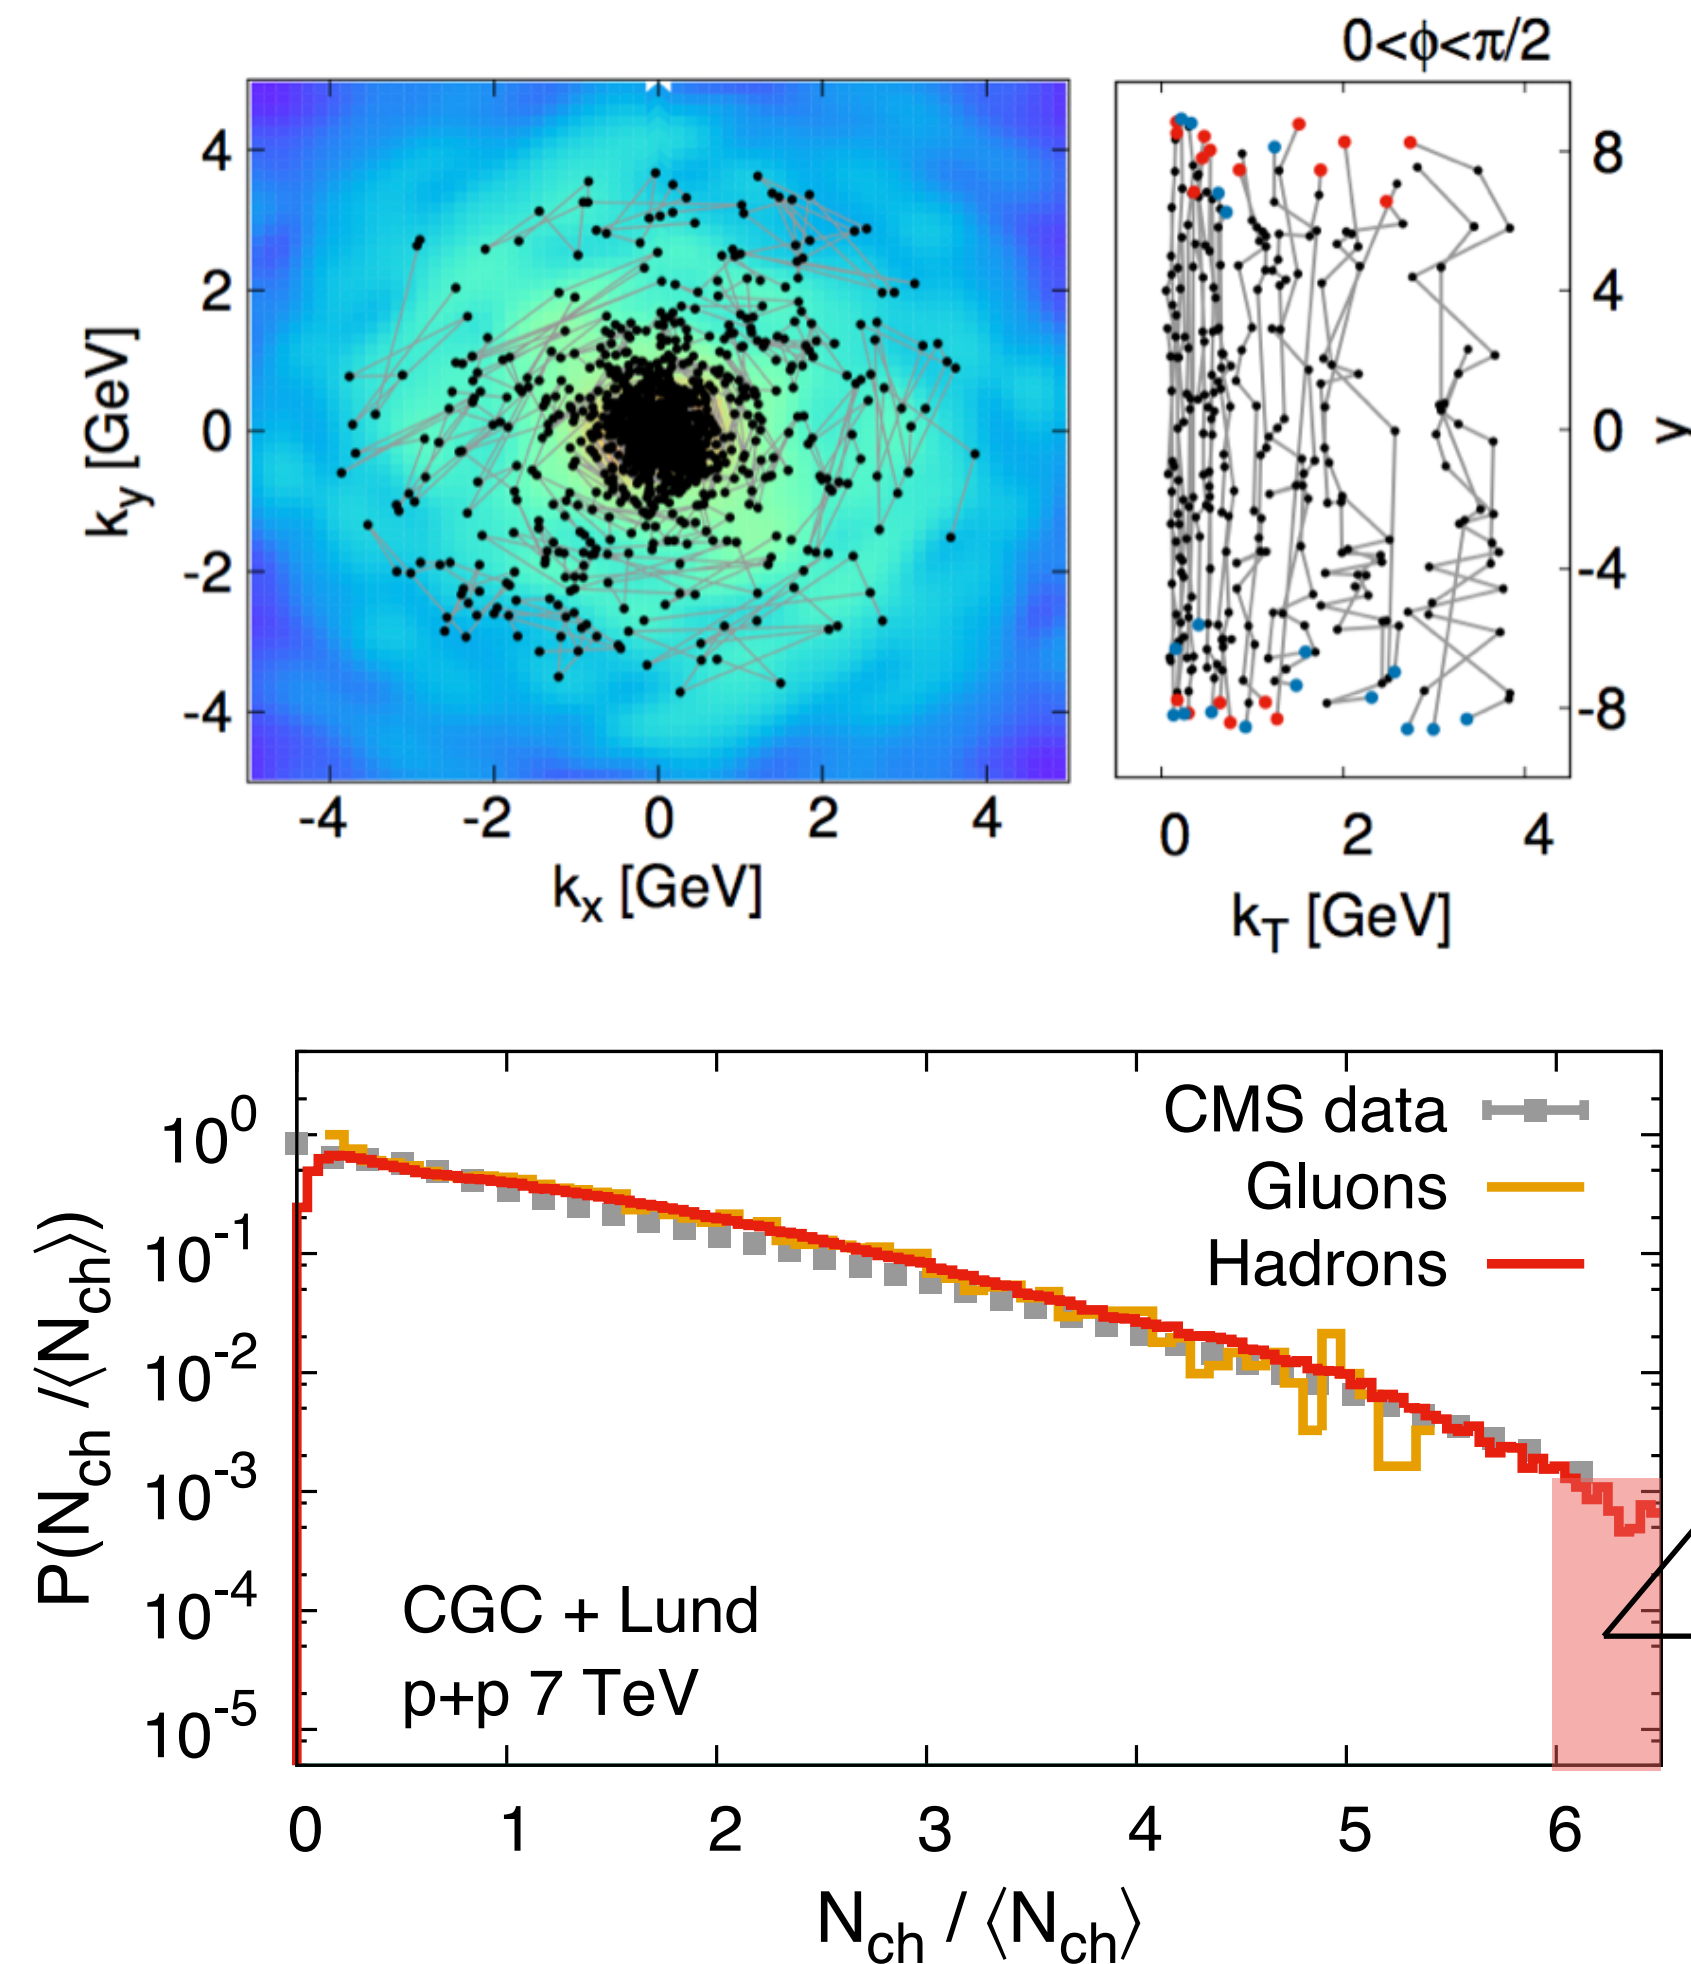 0<ϕ<π/2
4
2
0
-2
-4
k_y [GeV]
-4 -2 0 2 4
k_x [GeV]
8
4
0
-4
-8
y
0 2 4
k_T [GeV]
10^0
10^-1
10^-2
10^-3
10^-4
10^-5
P(N_ch /⟨N_ch⟩)
CMS data
Gluons
Hadrons
CGC + Lund
p+p 7 TeV
0 1 2 3 4 5 6
N_ch / ⟨N_ch⟩